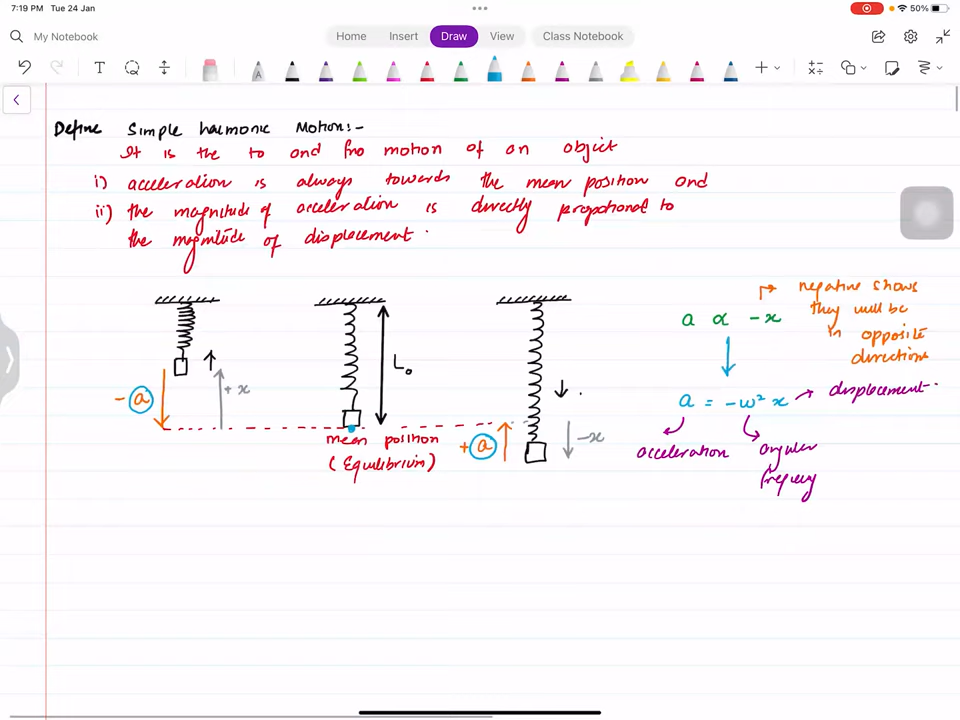 7:19 PM Tue 24 Jan
50%
My Notebook
Home Insert Draw View Class Notebook
Define Simple harmonic Motion:-
It is the to and fro motion of an object
i) acceleration is always towards the mean position and
ii) the magnitude of acceleration is directly propotional to
the magnitude of displacement.
negative shows
they will be
in opposite
directions
a α -x
L₀
- a
+ x
a = -ω² x
displacement.
mean position
(Equilibrium)
+ a
-x
acceleration
angular
frequency